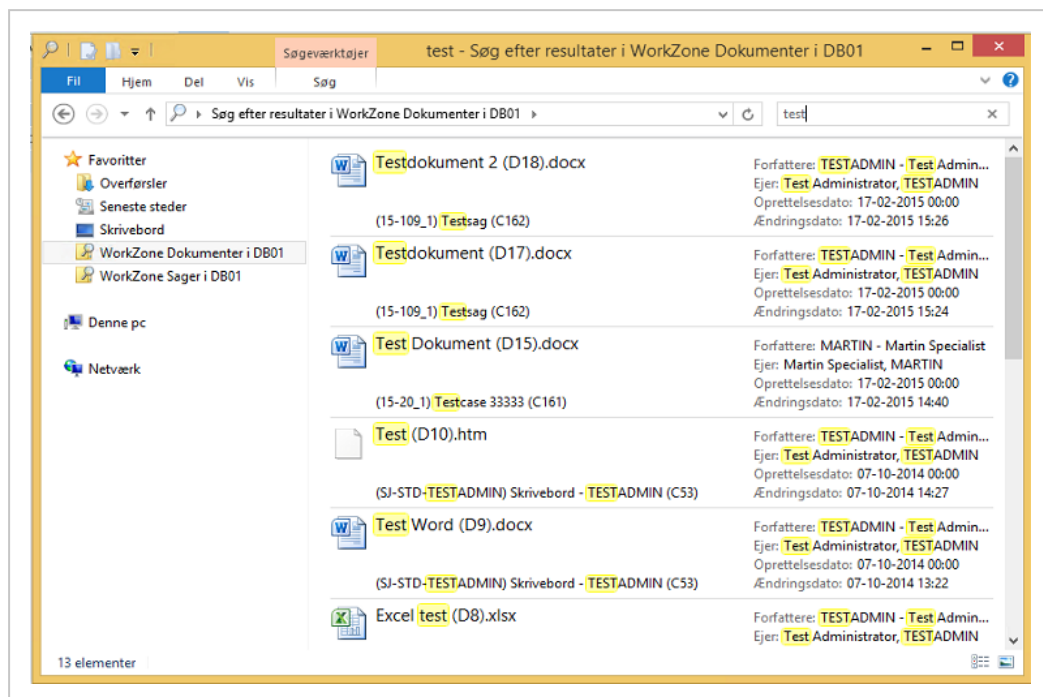 Søgeværktøjer
test - Søg efter resultater i WorkZone Dokumenter i DB01
Fil Hjem Del Vis Søg
Søg efter resultater i WorkZone Dokumenter i DB01
test
Favoritter
Overførsler
Seneste steder
Skrivebord
WorkZone Dokumenter i DB01
WorkZone Sager i DB01
Denne pc
Netværk
Testdokument 2 (D18).docx
(15-109_1) Testsag (C162)
Forfattere: TESTADMIN - Test Admin...
Ejer: Test Administrator, TESTADMIN
Oprettelsesdato: 17-02-2015 00:00
Ændringsdato: 17-02-2015 15:26
Testdokument (D17).docx
(15-109_1) Testsag (C162)
Forfattere: TESTADMIN - Test Admin...
Ejer: Test Administrator, TESTADMIN
Oprettelsesdato: 17-02-2015 00:00
Ændringsdato: 17-02-2015 15:24
Test Dokument (D15).docx
(15-20_1) Testcase 33333 (C161)
Forfattere: MARTIN - Martin Specialist
Ejer: Martin Specialist, MARTIN
Oprettelsesdato: 17-02-2015 00:00
Ændringsdato: 17-02-2015 14:40
Test (D10).htm
(SJ-STD-TESTADMIN) Skrivebord - TESTADMIN (C53)
Forfattere: TESTADMIN - Test Admin...
Ejer: Test Administrator, TESTADMIN
Oprettelsesdato: 07-10-2014 00:00
Ændringsdato: 07-10-2014 14:27
Test Word (D9).docx
(SJ-STD-TESTADMIN) Skrivebord - TESTADMIN (C53)
Forfattere: TESTADMIN - Test Admin...
Ejer: Test Administrator, TESTADMIN
Oprettelsesdato: 07-10-2014 00:00
Ændringsdato: 07-10-2014 13:22
Excel test (D8).xlsx
Forfattere: TESTADMIN - Test Admin...
Ejer: Test Administrator, TESTADMIN
13 elementer